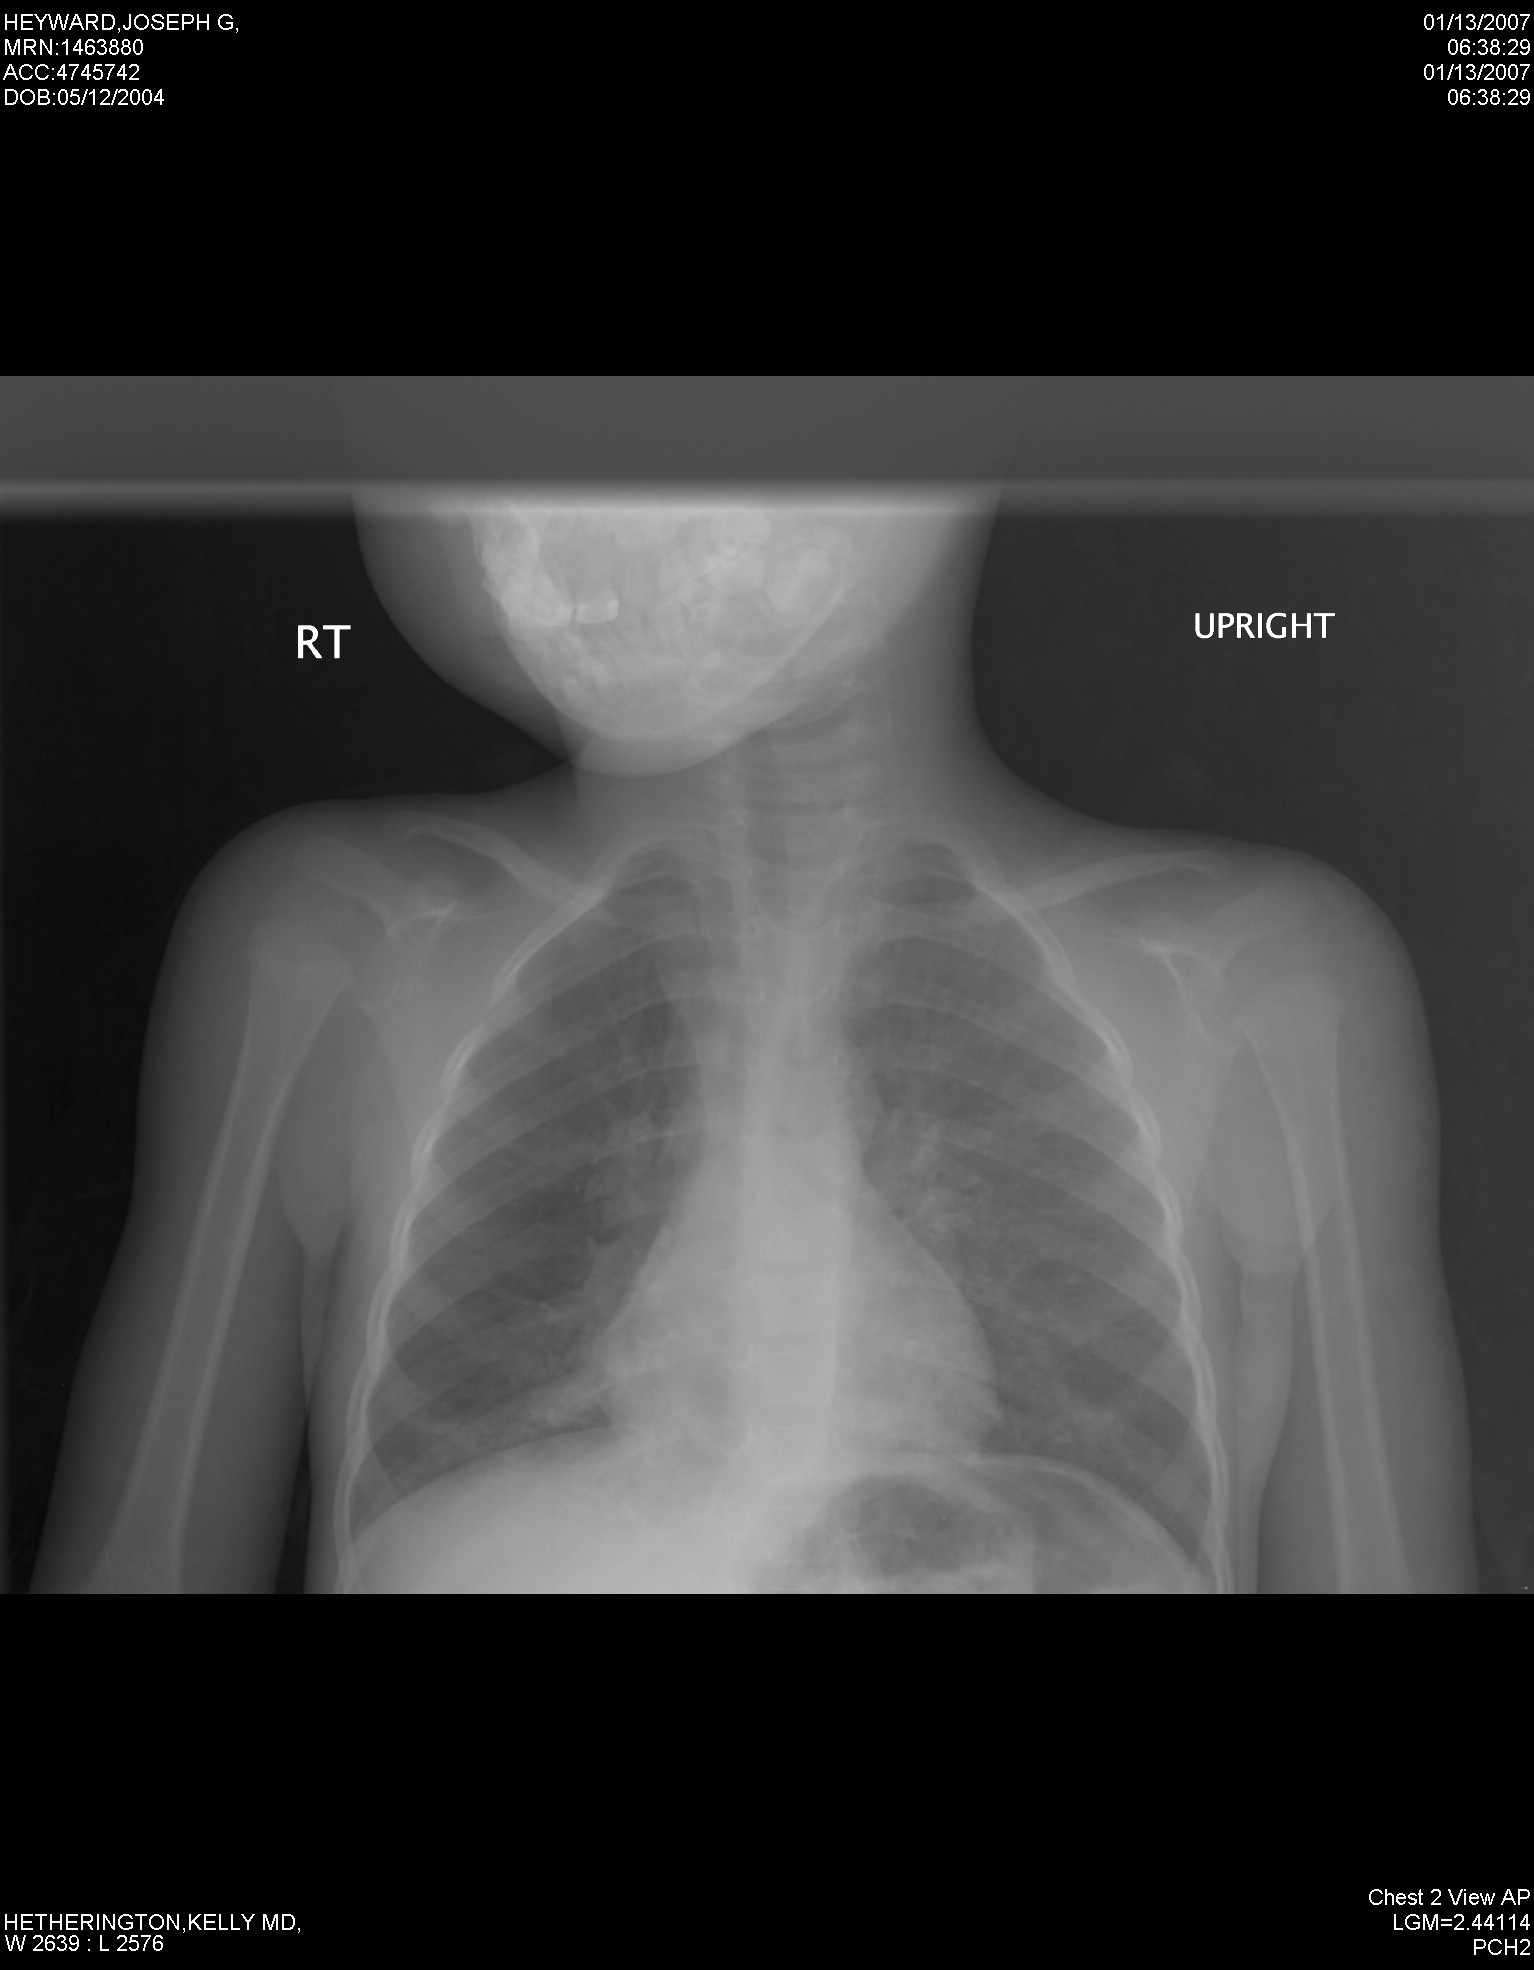 HEYWARD,JOSEPH G,
MRN:1463880
ACC:4745742
DOB:05/12/2004
01/13/2007
06:38:29
01/13/2007
06:38:29
RT
UPRIGHT
HETHERINGTON,KELLY MD,
W 2639 : L 2576
Chest 2 View AP
LGM=2.44114
PCH2